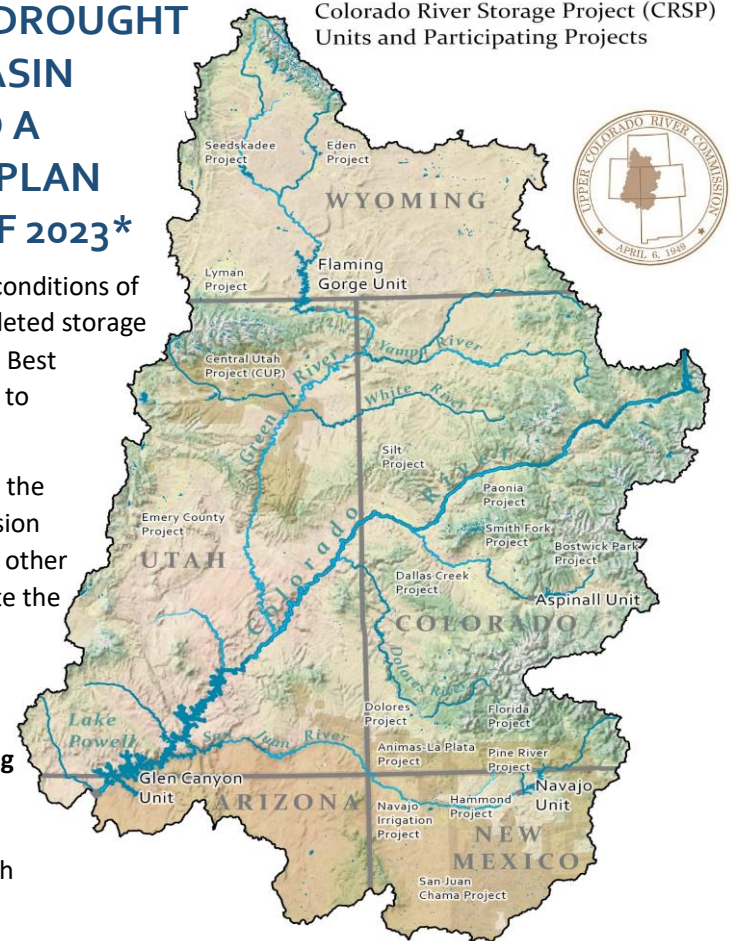 DROUGHT
ASIN
A
PLAN
F 2023*
conditions of
leted storage
Best
to
the
sion
other
te the
g
h
Colorado River Storage Project (CRSP)
Units and Participating Projects
UPPER COLORADO RIVER COMMISSION
APRIL 6, 1949
Seedskadee
Project
Eden
Project
WYOMING
Lyman
Project
Flaming
Gorge Unit
Central Utah
Project (CUP)
Green River
Yampa River
White River
Silt
Project
Colorado River
Paonia
Project
Smith Fork
Project
Bostwick Park
Project
Emery County
Project
UTAH
Dallas Creek
Project
Aspinall Unit
COLORADO
Dolores River
Dolores
Project
Florida
Project
Lake
Powell
San Juan River
Animas-La Plata
Project
Pine River
Project
Glen Canyon
Unit
ARIZONA
Navajo
Irrigation
Project
Hammond
Project
Navajo
Unit
NEW
MEXICO
San Juan
Chama Project